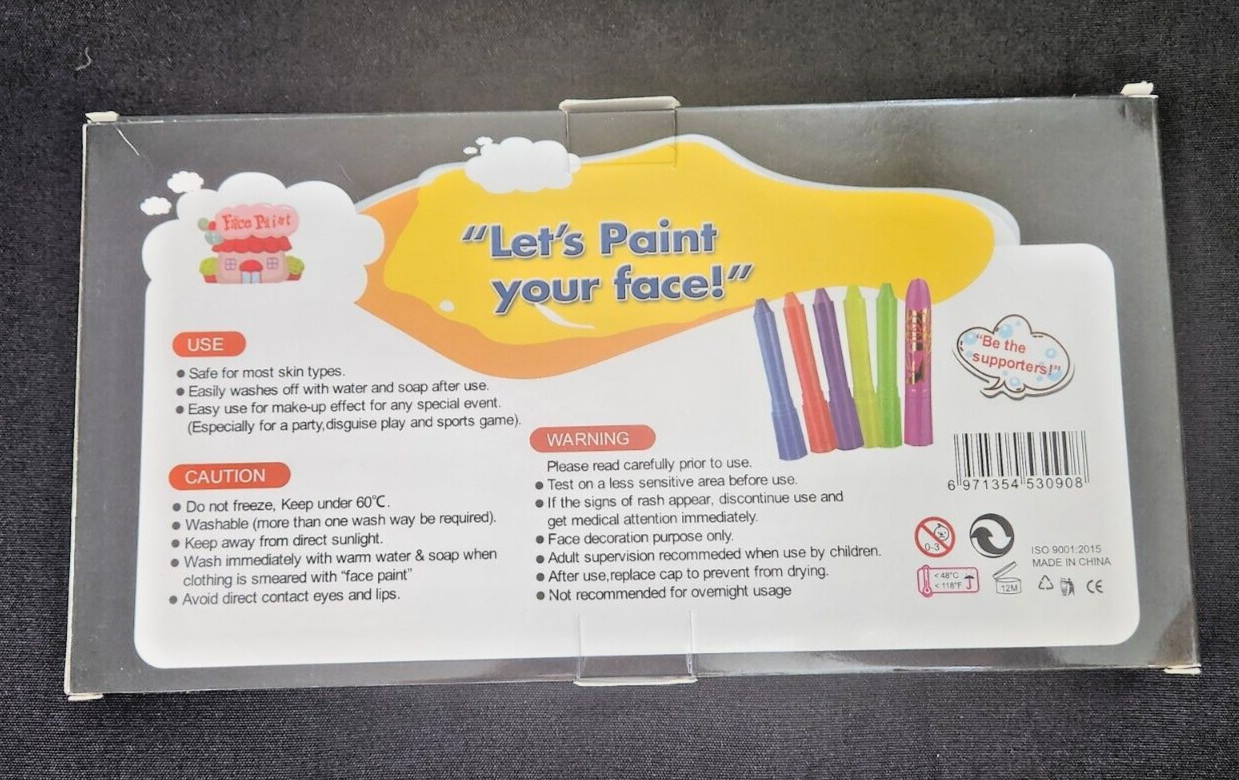 Face Paint
"Let's Paint
your face!"
USE
● Safe for most skin types.
● Easily washes off with water and soap after use.
● Easy use for make-up effect for any special event.
(Especially for a party,disguise play and sports game).
CAUTION
● Do not freeze, Keep under 60℃.
● Washable (more than one wash way be required).
● Keep away from direct sunlight.
● Wash immediately with warm water & soap when
clothing is smeared with "face paint"
● Avoid direct contact eyes and lips.
WARNING
Please read carefully prior to use.
● Test on a less sensitive area before use.
● If the signs of rash appear, discontinue use and
get medical attention immediately.
● Face decoration purpose only.
● Adult supervision recommeded when use by children.
● After use,replace cap to prevent from drying.
● Not recommended for overnight usage
"Be the
supporters!"
6 971354 530908
0-3
<48°C
<118°F
12M
ISO 9001:2015
MADE IN CHINA
CE